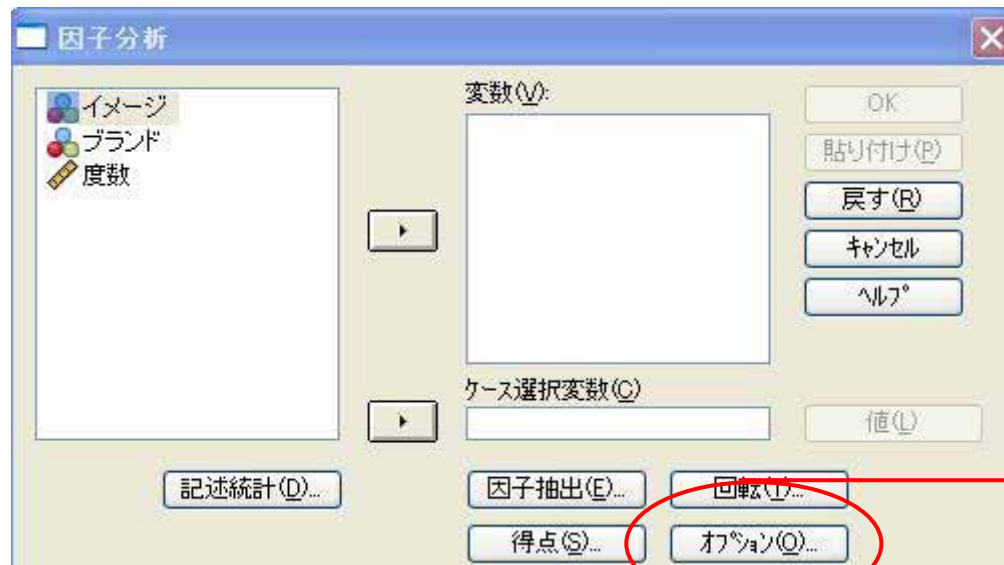 因子分析
イメージ
ブランド
度数
変数(V):
OK
貼り付け(P)
戻す(R)
キャンセル
ヘルプ
ケース選択変数(C)
値(L)
記述統計(D)...
因子抽出(E)...
回転(T)...
得点(S)...
オプション(O)...